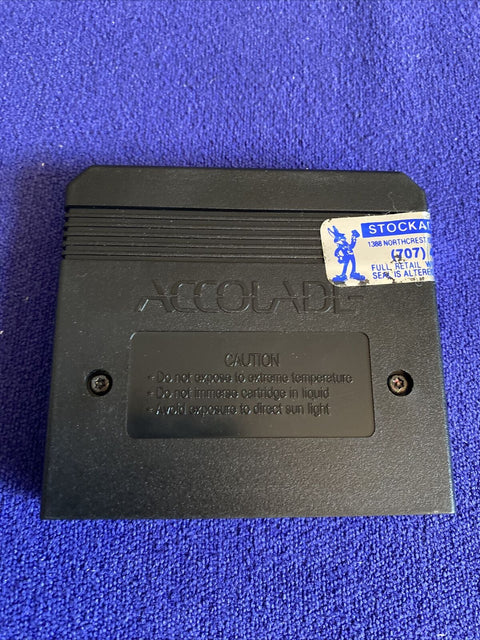 STOCKA
1388 NORTHCREST
(707)
FULL RETAIL
SEAL IS ALTERE
ACCOLADE
CAUTION
- Do not expose to extreme temperature
- Do not immerse cartridge in liquid
- Avoid exposure to direct sun light